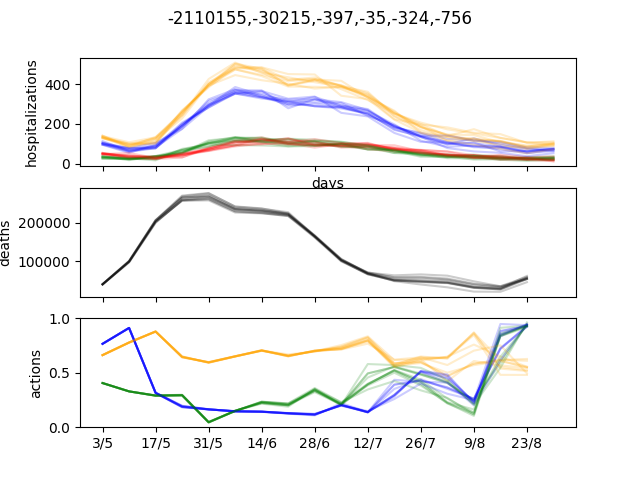 -2110155,-30215,-397,-35,-324,-756
hospitalizations
400
200
0
days
deaths
200000
100000
actions
1.0
0.5
0.0
3/5 17/5 31/5 14/6 28/6 12/7 26/7 9/8 23/8